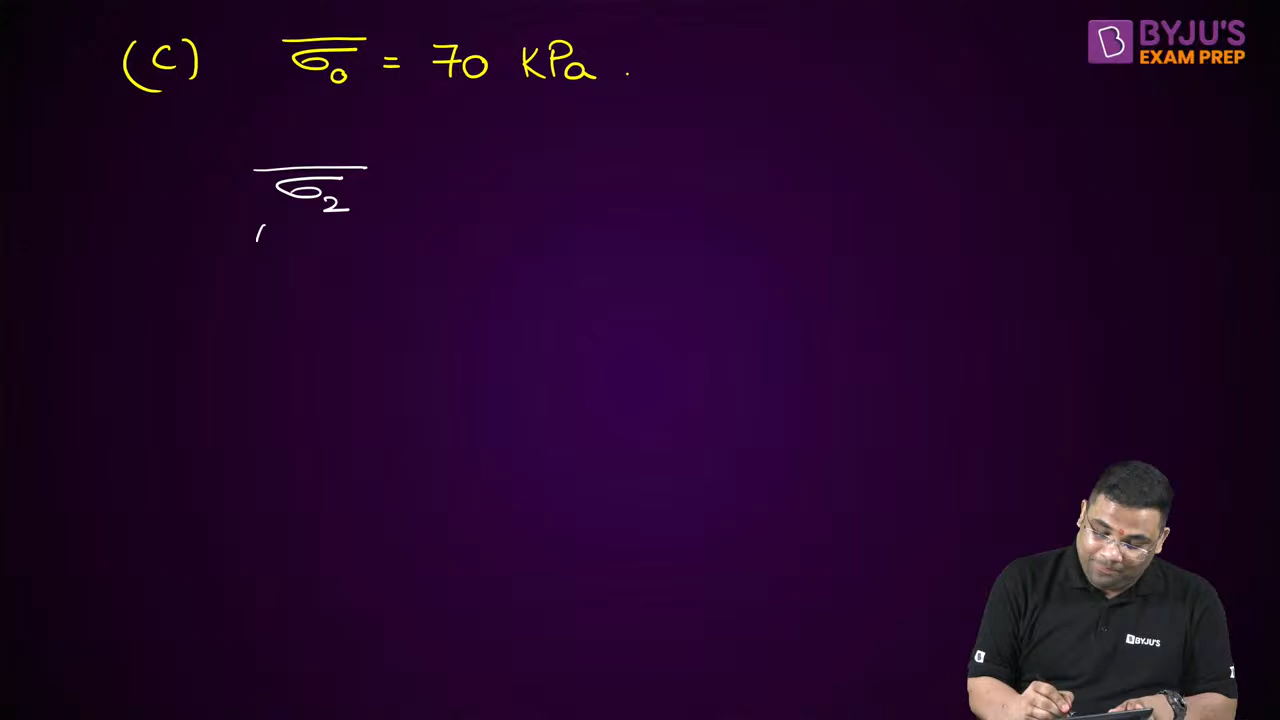 (C) σ̅₀ = 70 KPa.
σ̅₂
(
BYJU'S
EXAM PREP
BYJU'S